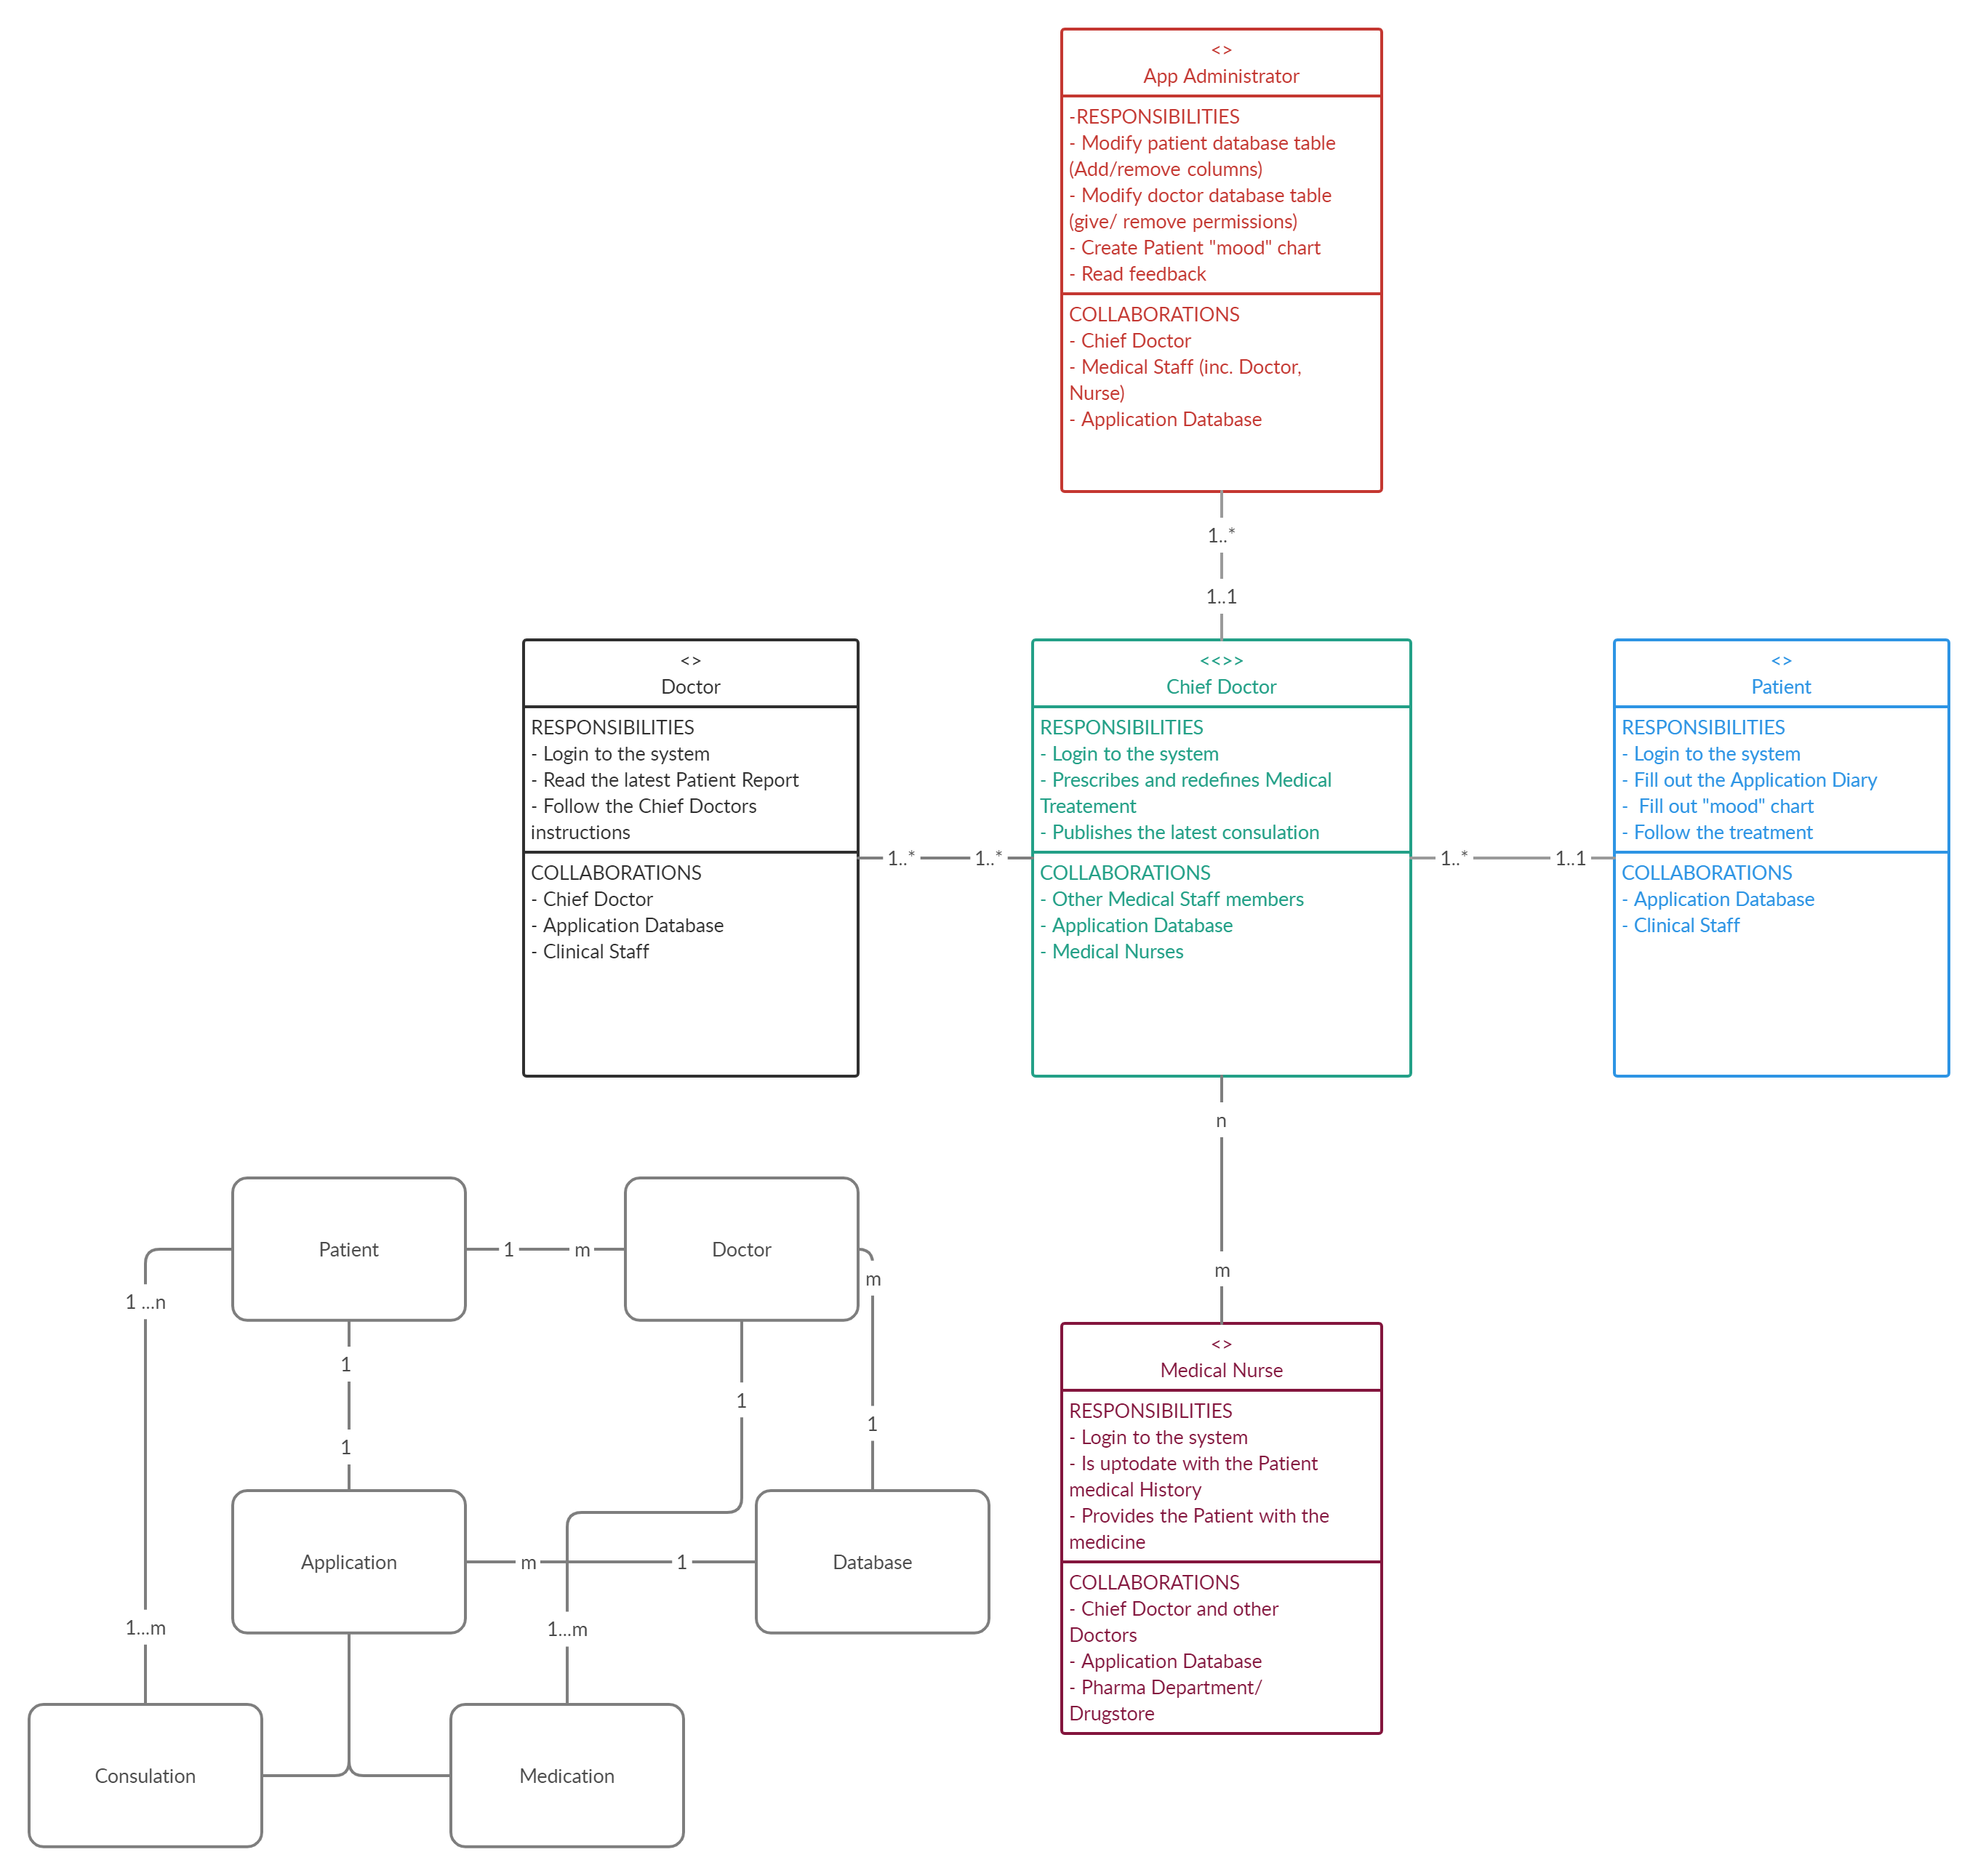 <>
App Administrator
-RESPONSIBILITIES
- Modify patient database table
(Add/remove columns)
- Modify doctor database table
(give/ remove permissions)
- Create Patient "mood" chart
- Read feedback
COLLABORATIONS
- Chief Doctor
- Medical Staff (inc. Doctor,
Nurse)
- Application Database
1..*
1..1
<>
Doctor
RESPONSIBILITIES
- Login to the system
- Read the latest Patient Report
- Follow the Chief Doctors
instructions
COLLABORATIONS
- Chief Doctor
- Application Database
- Clinical Staff
1..*
1..*
<<>>
Chief Doctor
RESPONSIBILITIES
- Login to the system
- Prescribes and redefines Medical
Treatement
- Publishes the latest consulation
COLLABORATIONS
- Other Medical Staff members
- Application Database
- Medical Nurses
1..*
1..1
<>
Patient
RESPONSIBILITIES
- Login to the system
- Fill out the Application Diary
-  Fill out "mood" chart
- Follow the treatment
COLLABORATIONS
- Application Database
- Clinical Staff
n
m
<>
Medical Nurse
RESPONSIBILITIES
- Login to the system
- Is uptodate with the Patient
medical History
- Provides the Patient with the
medicine
COLLABORATIONS
- Chief Doctor and other
Doctors
- Application Database
- Pharma Department/
Drugstore
Patient
1
m
Doctor
m
1 ...n
1
1
1
1
Application
m
1
Database
1...m
1...m
Consulation
Medication